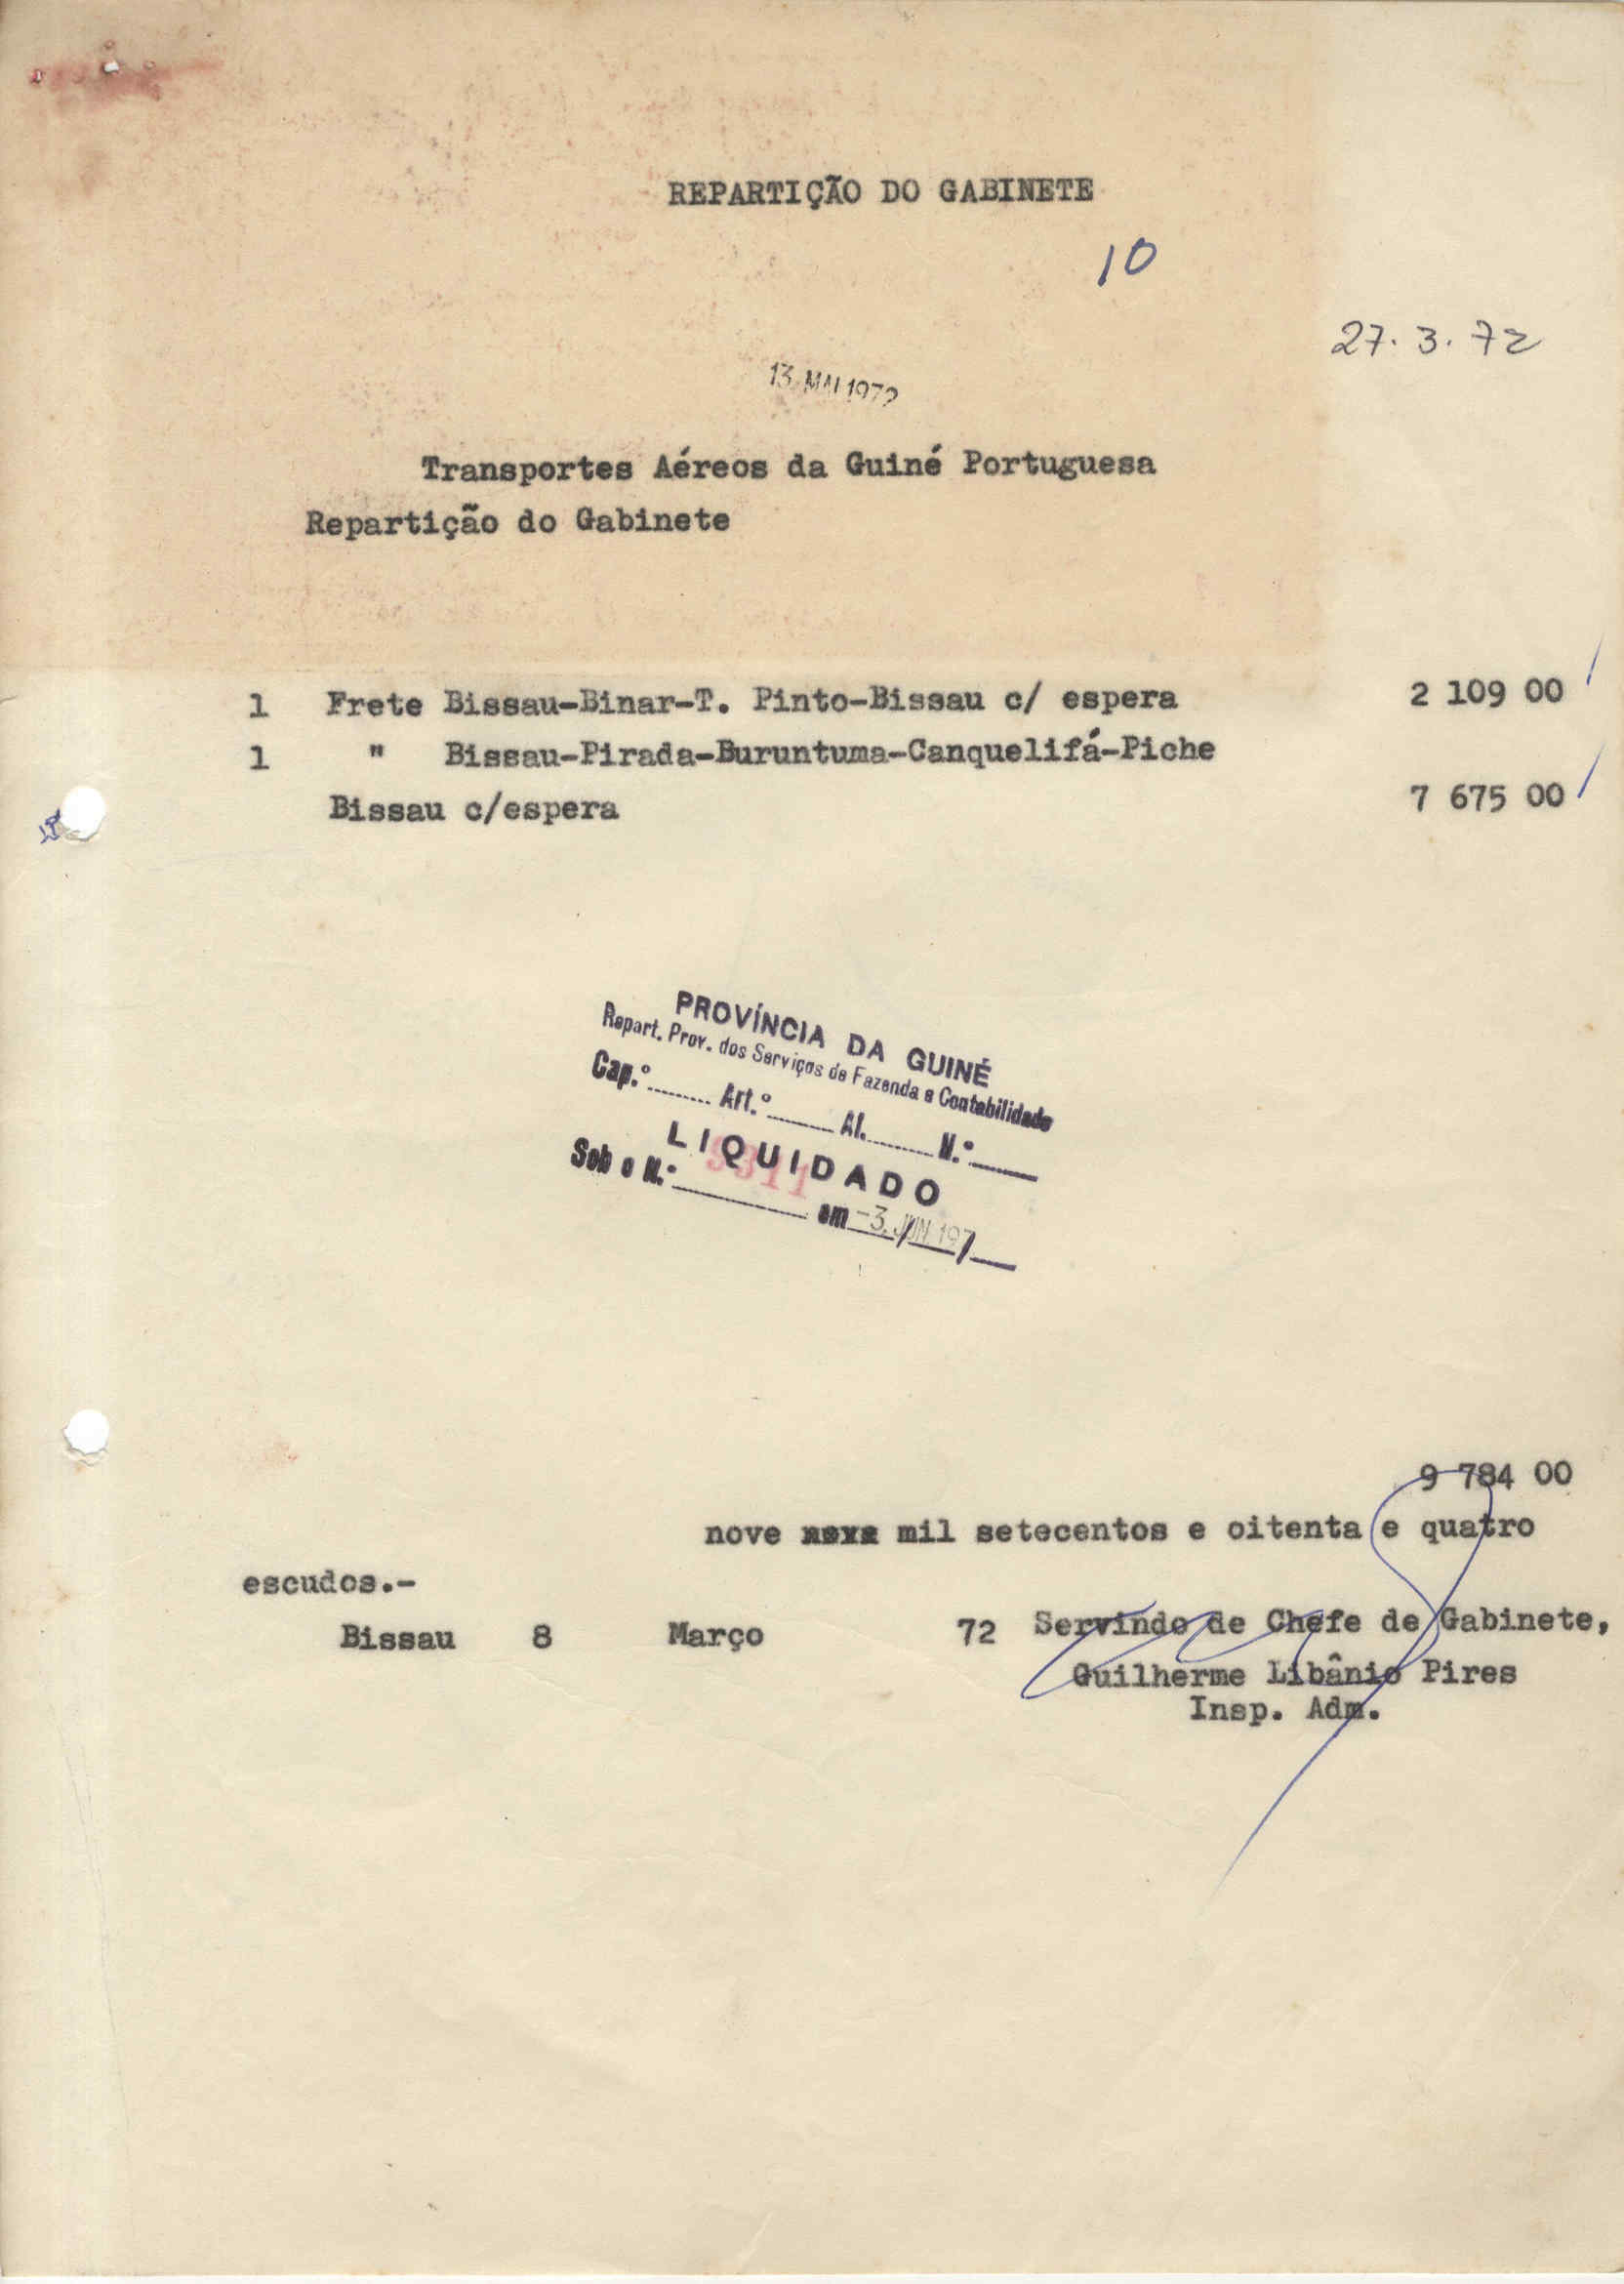 REPARTIÇÃO DO GABINETE
10
27. 3. 72
13. MAI 1972
Transportes Aéreos da Guiné Portuguesa
Repartição do Gabinete
1 Frete Bissau-Binar-T. Pinto-Bissau c/ espera 2 109 00
1 " Bissau-Pirada-Buruntuma-Canquelifá-Piche
Bissau c/espera 7 675 00
PROVÍNCIA DA GUINÉ
Repart. Prov. dos Serviços de Fazenda e Contabilidade
Cap.º Art.º Al. N.º
LIQUIDADO
Sob o N.º 3311 em -3. JUN 197
9 784 00
nove mil setecentos e oitenta e quatro
escudos.-
Bissau 8 Março 72 Servindo de Chefe de Gabinete,
Guilherme Libânio Pires
Insp. Adm.